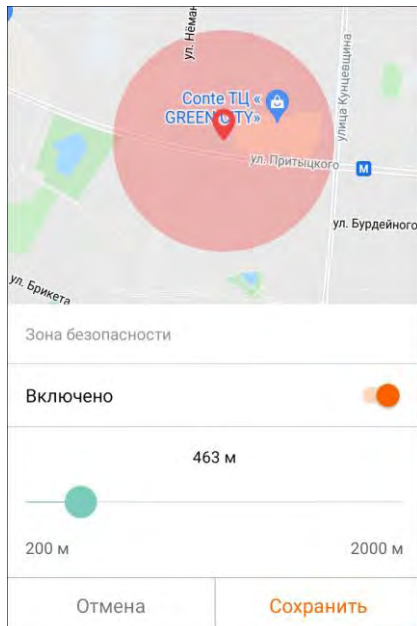 ул. Нёман
Conte ТЦ «
GREEN CITY»
улица Кунцевщина
ул. Притыцкого
M
ул. Бурдейного
ул. Брикета
Зона безопасности
Включено
463 м
200 м
2000 м
Отмена
Сохранить